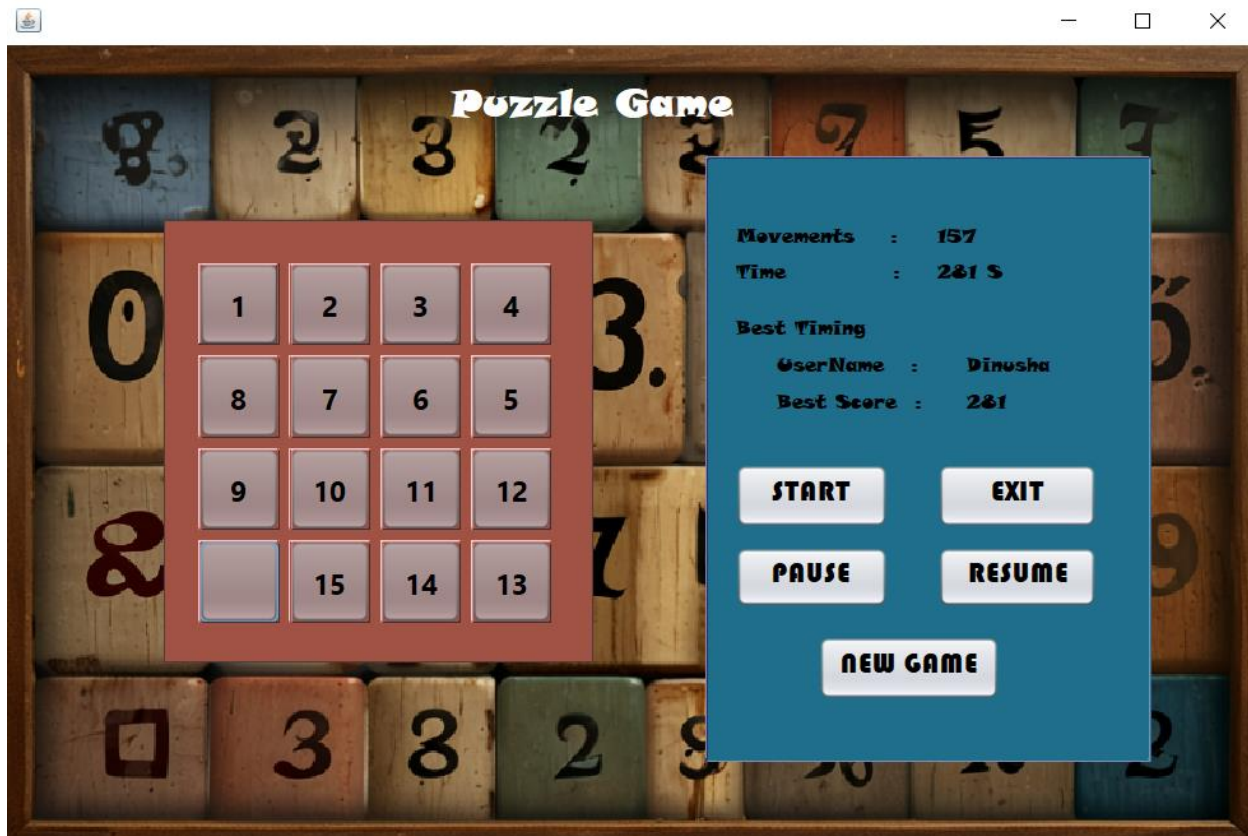 Puzzle Game
1 2 3 4
8 7 6 5
9 10 11 12
15 14 13
Movements : 157
Time : 281 S
Best Timing
UserName : Dinusha
Best Score : 281
START EXIT
PAUSE RESUME
NEW GAME